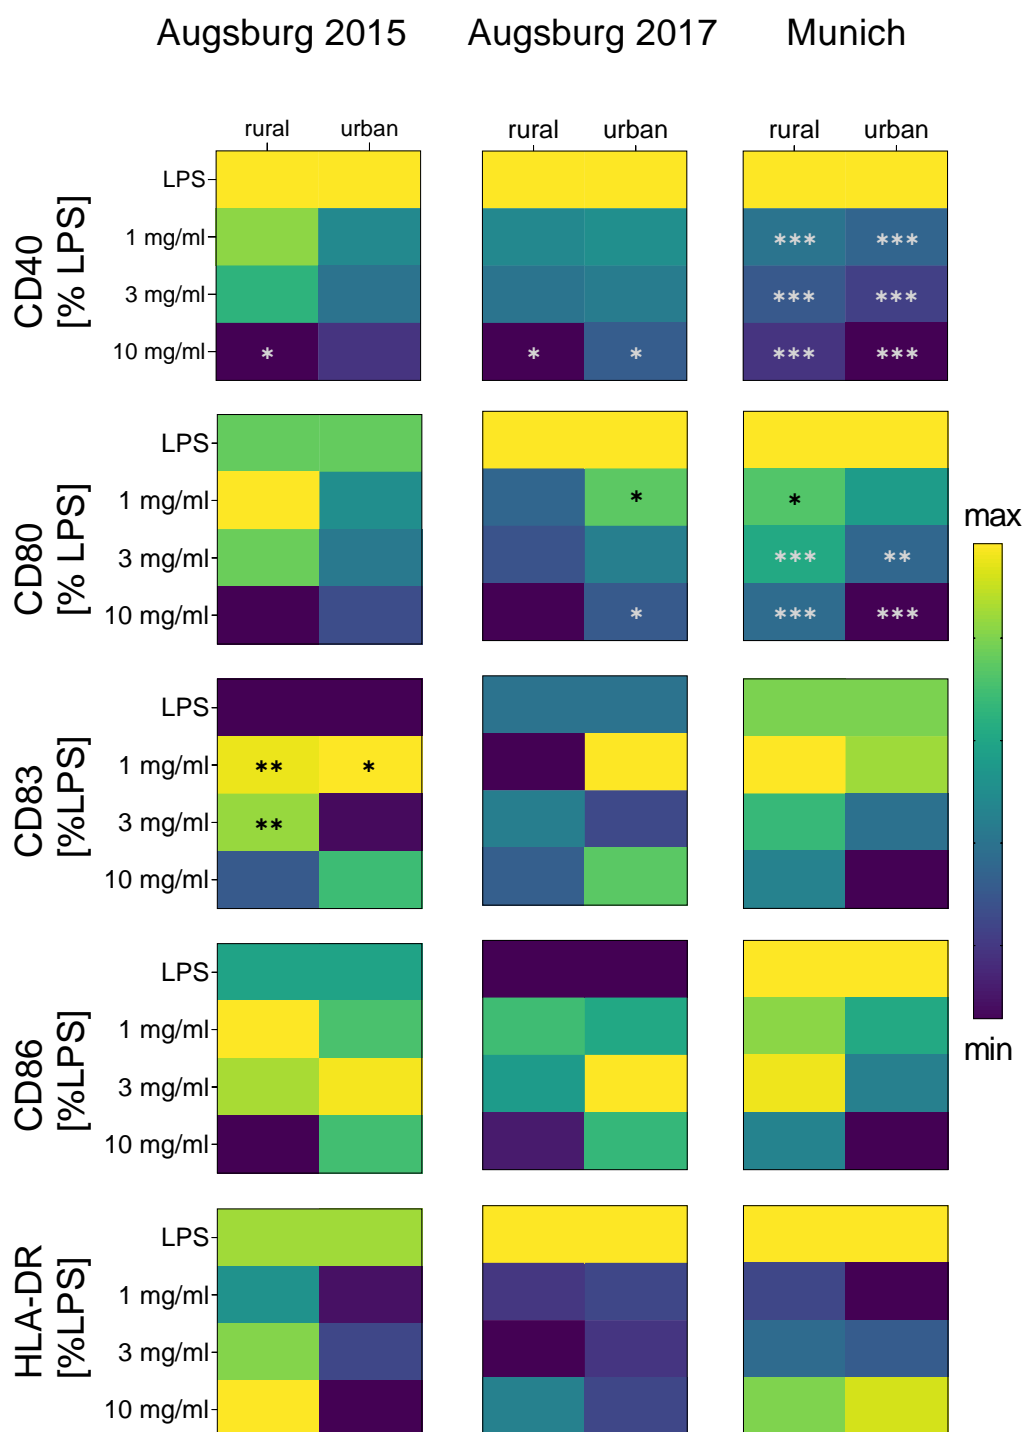 Augsburg 2015 Augsburg 2017 Munich
rural urban rural urban rural urban
CD40
[% LPS]
LPS
1 mg/ml *** ***
3 mg/ml *** ***
10 mg/ml * * * *** ***
CD80
[% LPS]
LPS
1 mg/ml * *
3 mg/ml *** **
10 mg/ml * *** ***
max
min
CD83
[%LPS]
LPS
1 mg/ml ** *
3 mg/ml **
10 mg/ml
CD86
[%LPS]
LPS
1 mg/ml
3 mg/ml
10 mg/ml
HLA-DR
[%LPS]
LPS
1 mg/ml
3 mg/ml
10 mg/ml